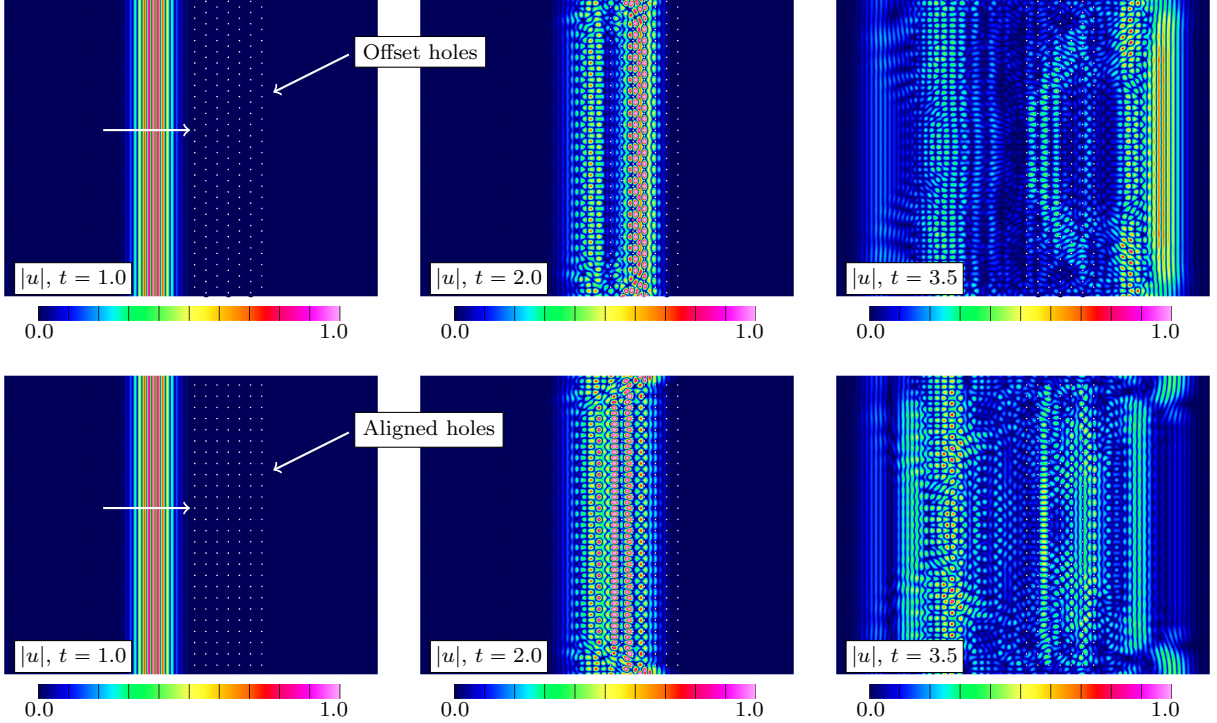 Offset holes
|u|, t = 1.0
|u|, t = 2.0
|u|, t = 3.5
0.0 1.0
0.0 1.0
0.0 1.0
Aligned holes
|u|, t = 1.0
|u|, t = 2.0
|u|, t = 3.5
0.0 1.0
0.0 1.0
0.0 1.0